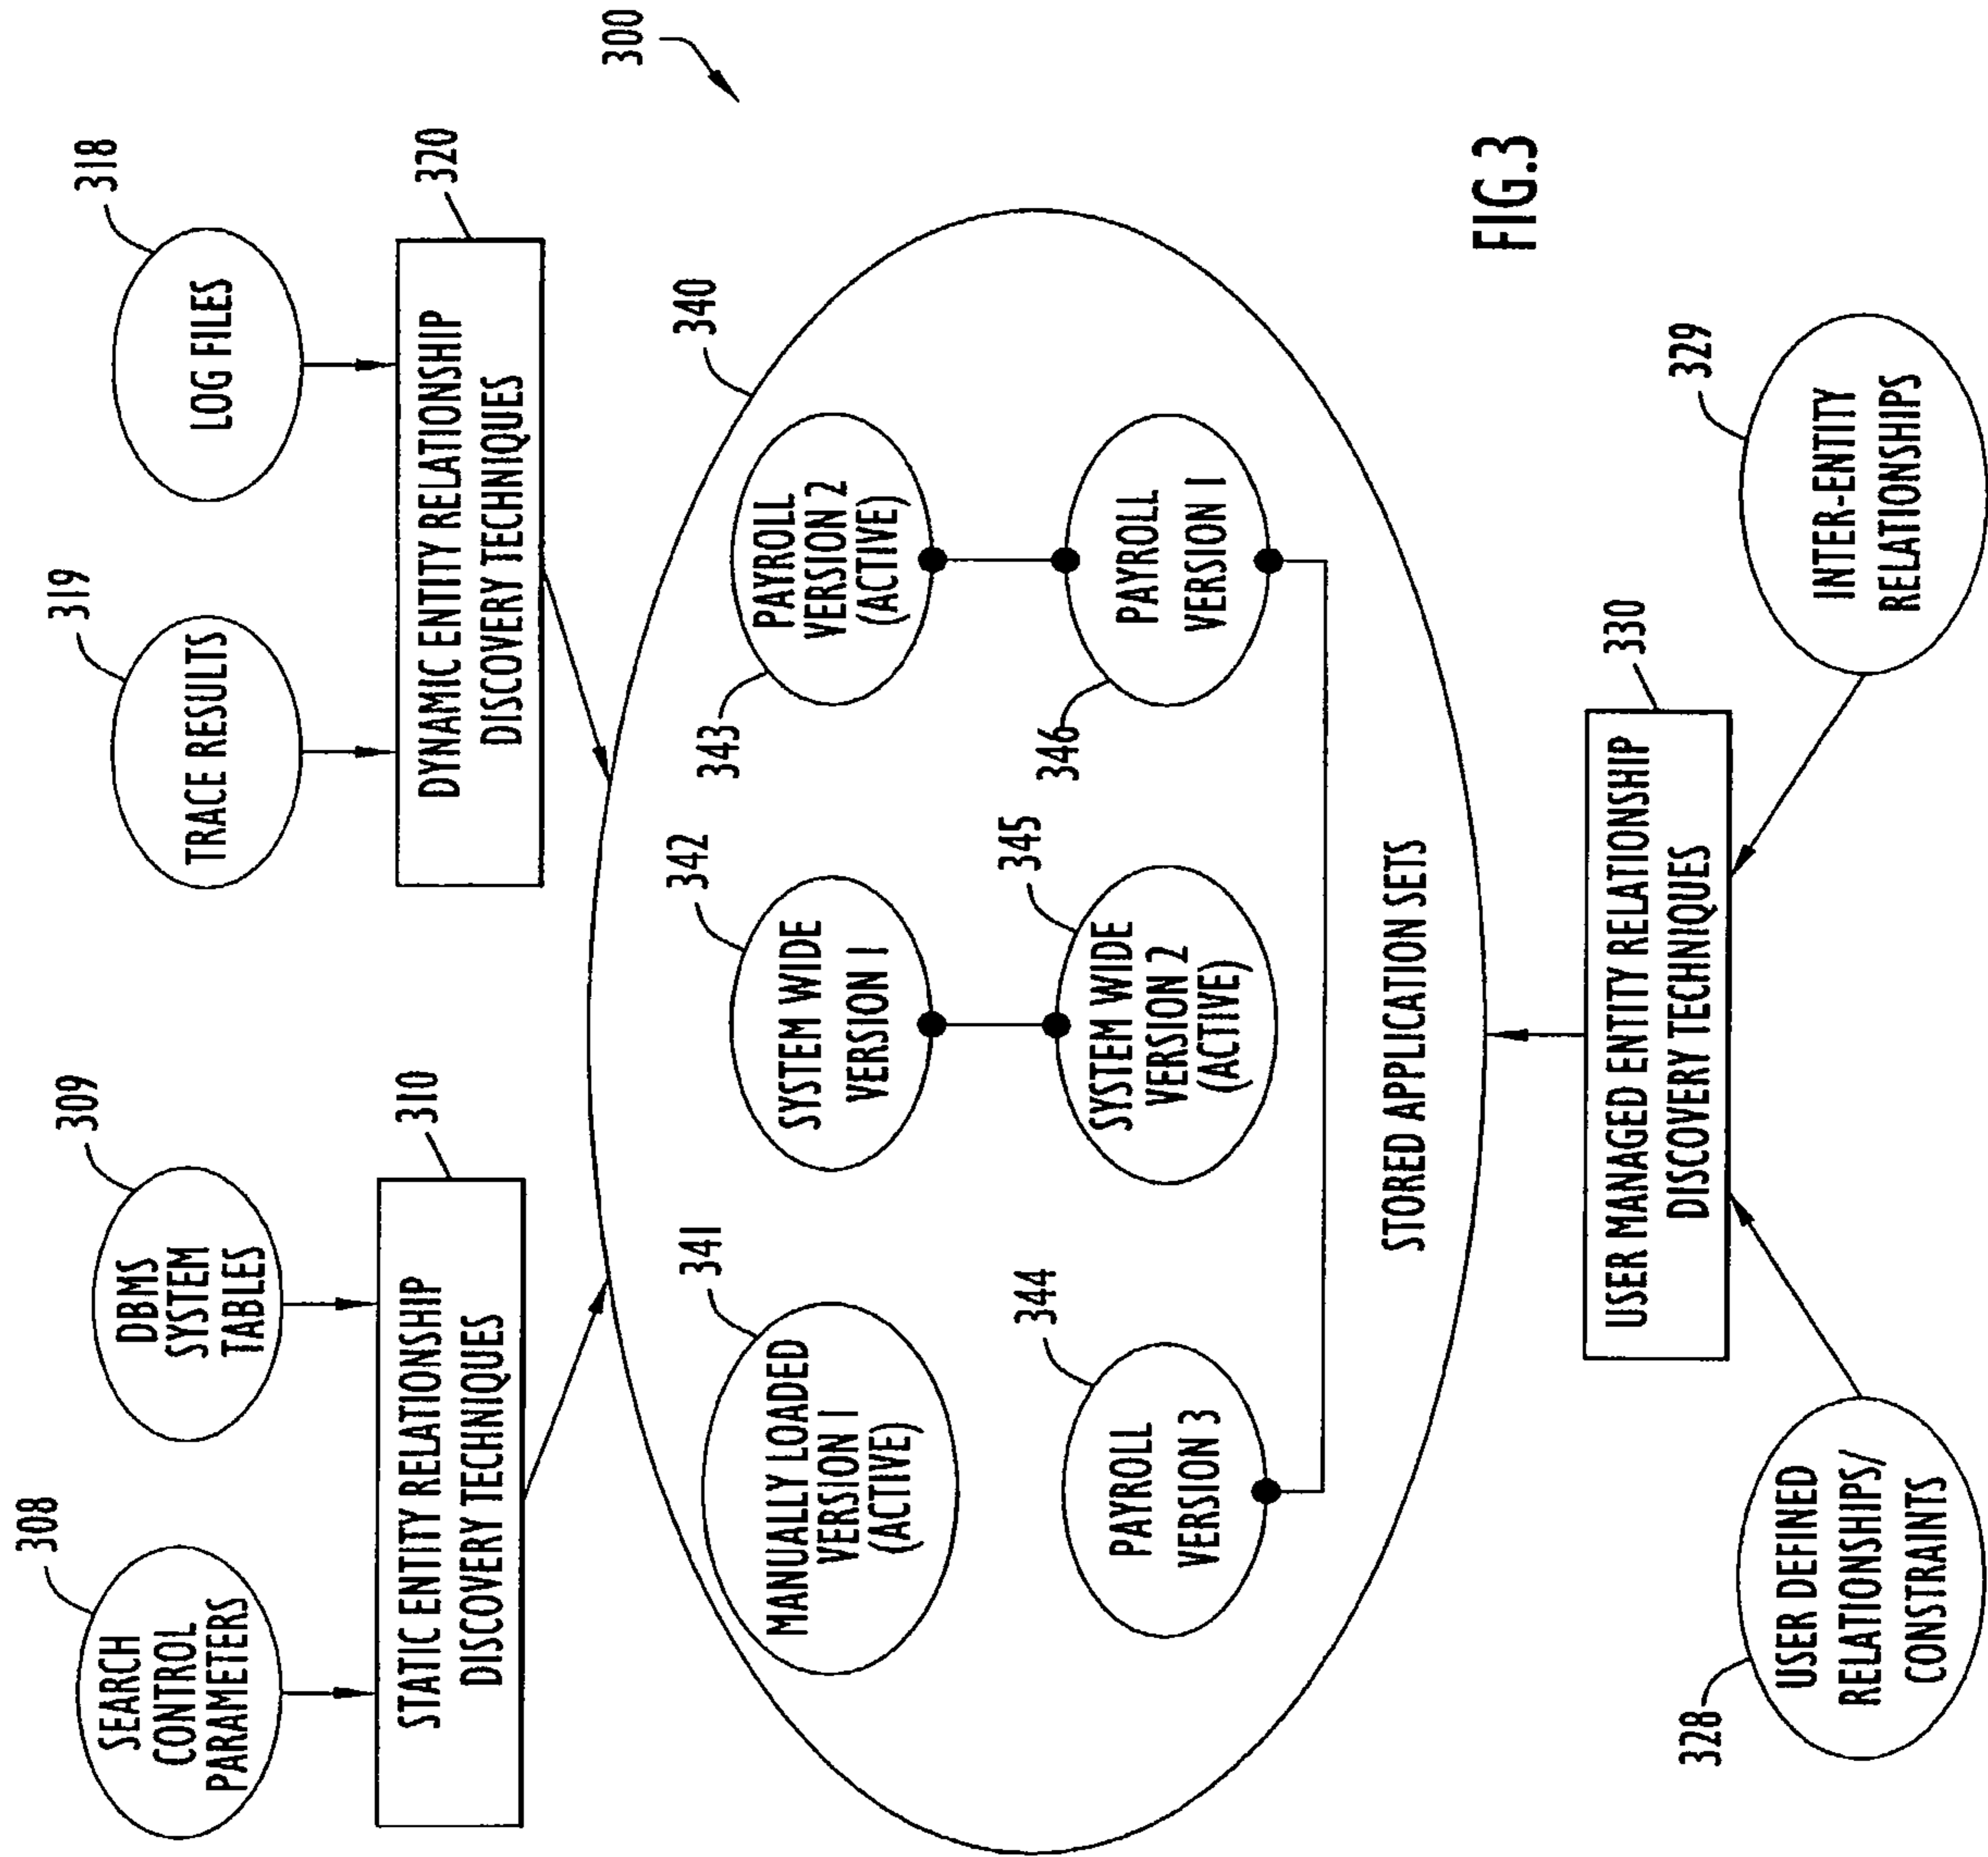 308
SEARCH
CONTROL
PARAMETERS
309
DBMS
SYSTEM
TABLES
319
TRACE RESULTS
318
LOG FILES
310
STATIC ENTITY RELATIONSHIP
DISCOVERY TECHNIQUES
320
DYNAMIC ENTITY RELATIONSHIP
DISCOVERY TECHNIQUES
300
340
341
MANUALLY LOADED
VERSION 1
(ACTIVE)
342
SYSTEM WIDE
VERSION 1
343
PAYROLL
VERSION 2
(ACTIVE)
344
PAYROLL
VERSION 3
345
SYSTEM WIDE
VERSION 2
(ACTIVE)
346
PAYROLL
VERSION 1
STORED APPLICATION SETS
FIG.3
330
USER MANAGED ENTITY RELATIONSHIP
DISCOVERY TECHNIQUES
328
USER DEFINED
RELATIONSHIPS/
CONSTRAINTS
329
INTER-ENTITY
RELATIONSHIPS